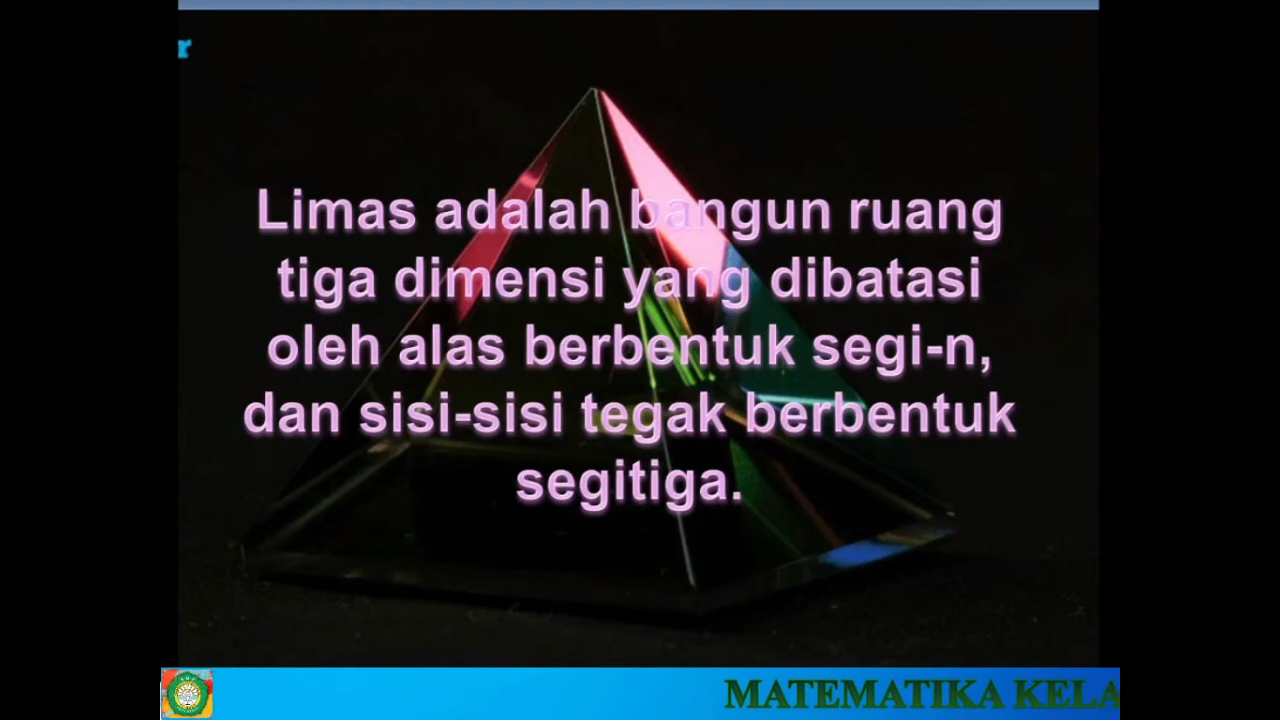 r
Limas adalah bangun ruang
tiga dimensi yang dibatasi
oleh alas berbentuk segi-n,
dan sisi-sisi tegak berbentuk
segitiga.
MATEMATIKA KELA